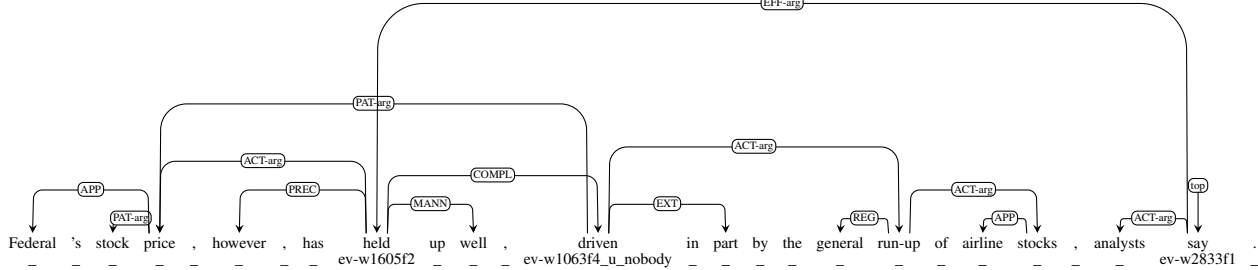 EFF-arg
PAT-arg
ACT-arg ACT-arg
COMPL
APP PREC top
MANN EXT
PAT-arg REG ACT-arg APP ACT-arg
Federal 's stock price , however , has held up well , driven in part by the general run-up of airline stocks , analysts say .
_ _ _ _ _ _ _ _ ev-w1605f2 _ _ _ ev-w1063f4_u_nobody _ _ _ _ _ _ _ _ _ _ _ ev-w2833f1 _